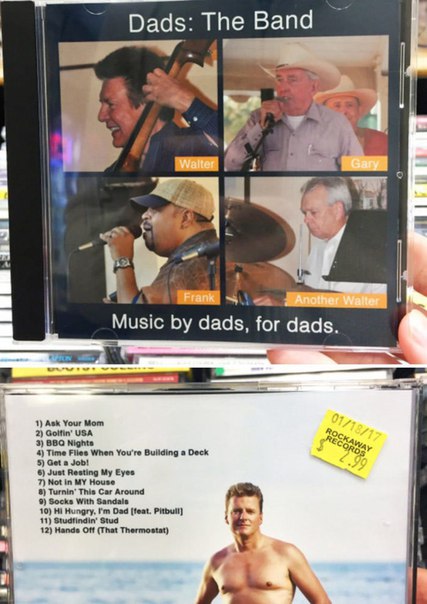 Dads: The Band
Walter
Gary
Frank
Another Walter
Music by dads, for dads.
1) Ask Your Mom
2) Golfin' USA
3) BBQ Nights
4) Time Flies When You're Building a Deck
5) Get a Job!
6) Just Resting My Eyes
7) Not in MY House
8) Turnin' This Car Around
9) Socks With Sandals
10) Hi Hungry, I'm Dad [feat. Pitbull]
11) Studfindin' Stud
12) Hands Off (That Thermostat)
01/18/17
ROCKAWAY
RECORDS
$ 2.99